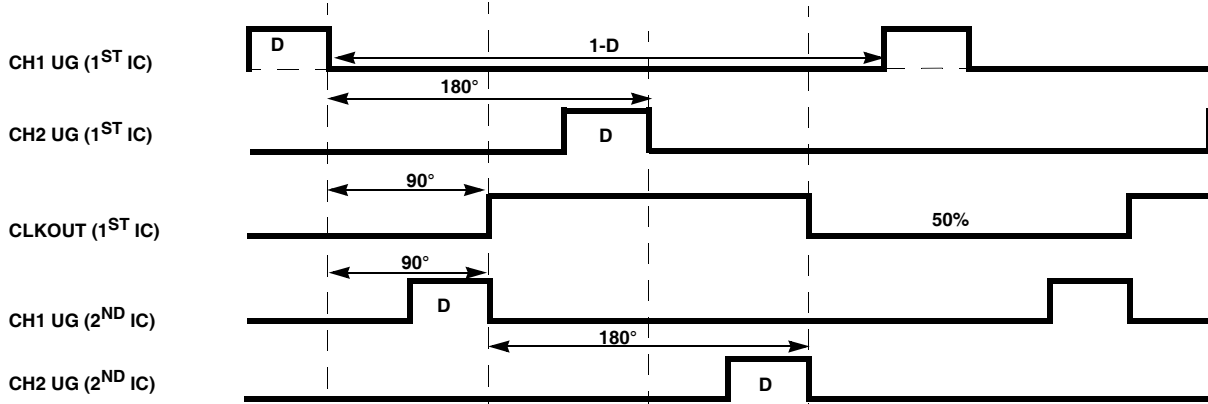 D
1-D
CH1 UG (1ST IC)
180°
CH2 UG (1ST IC)
D
90°
CLKOUT (1ST IC)
50%
90°
CH1 UG (2ND IC)
D
180°
CH2 UG (2ND IC)
D